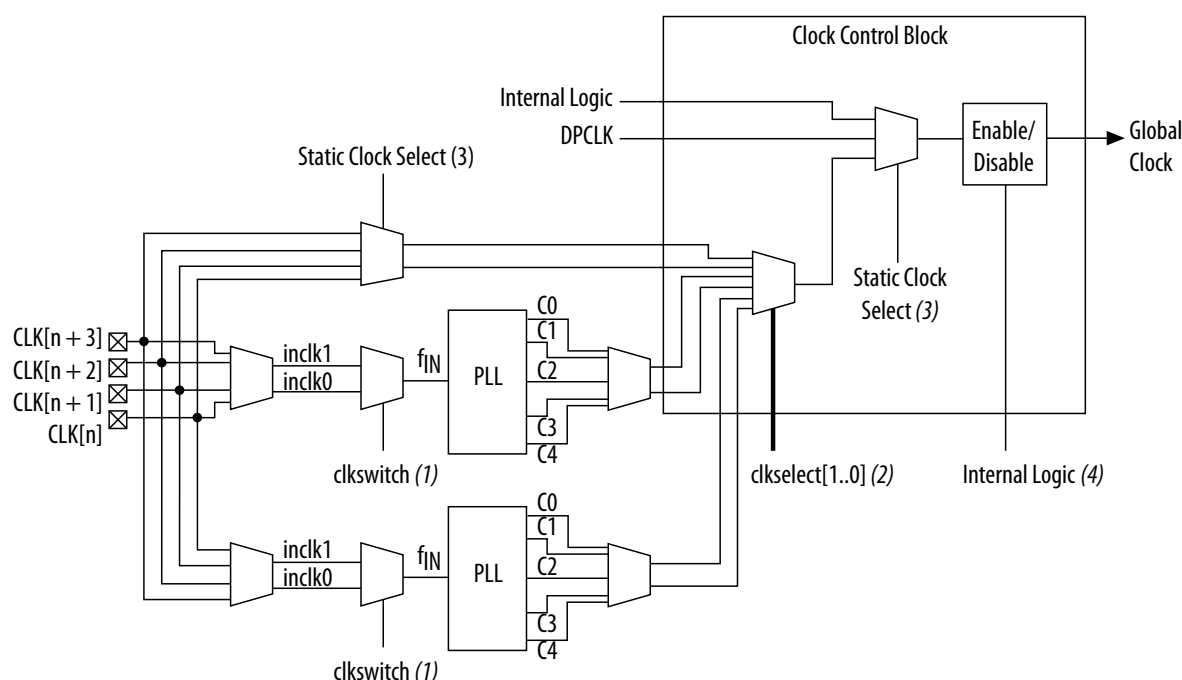 Clock Control Block
Internal Logic
DPCLK
Enable/
Disable
Global
Clock
Static Clock Select (3)
Static Clock
Select (3)
CLK[n + 3]
CLK[n + 2]
CLK[n + 1]
CLK[n]
inclk1
inclk0
fIN
PLL
C0
C1
C2
C3
C4
clkswitch (1)
clkselect[1..0] (2)
Internal Logic (4)
inclk1
inclk0
fIN
PLL
C0
C1
C2
C3
C4
clkswitch (1)